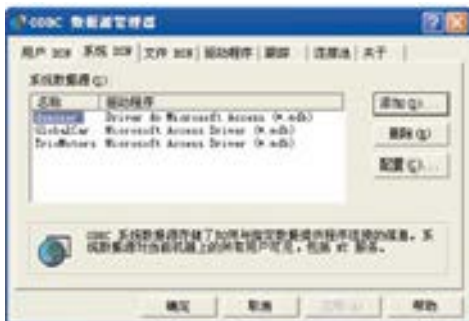 ODBC 数据源管理器
用户 DSN 系统 DSN 文件 DSN 驱动程序 跟踪 连接池 关于
系统数据源(S):
名称 驱动程序
Driver do Microsoft Access (*.mdb)
GlobalCar Microsoft Access Driver (*.mdb)
Microsoft Access Driver (*.mdb)
添加(D)...
删除(R)
配置(C)...
ODBC 系统数据源存储了如何与指定数据提供程序连接的信息。系
统数据源对当前机器上的所有用户可见,包括 NT 服务。
确定 取消 帮助